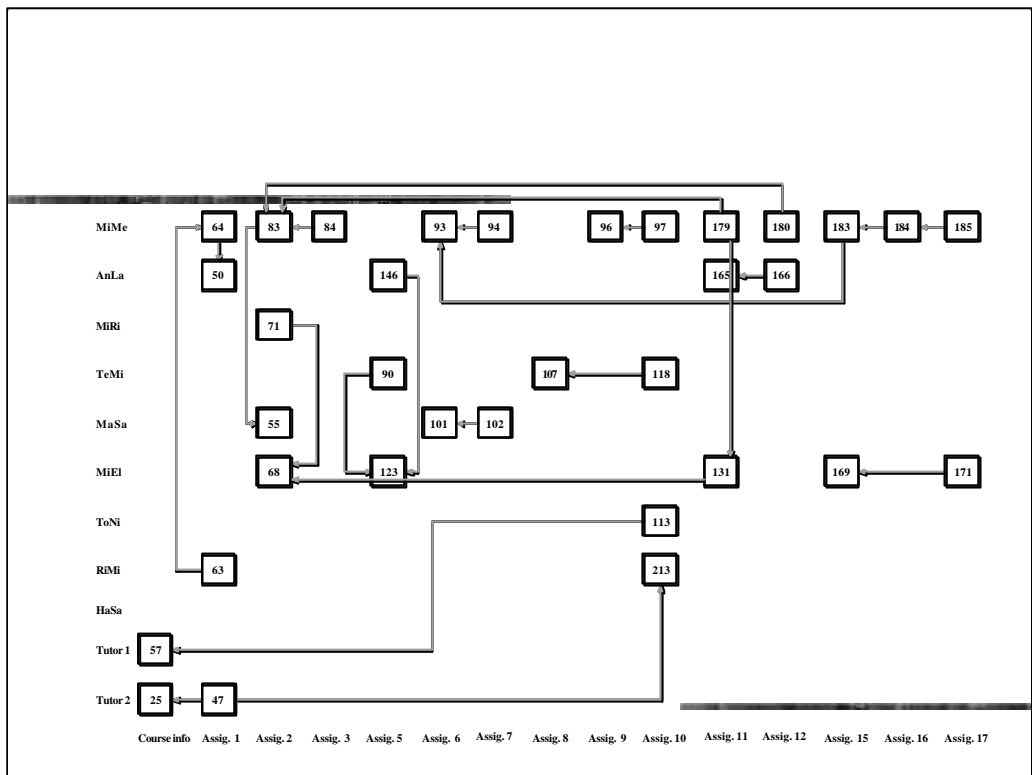 MiMe 64 83 84 93 94 96 97 179 180 183 184 185
AnLa 50 146 165 166
MiRi 71
TeMi 90 107 118
MaSa 55 101 102
MiEl 68 123 131 169 171
ToNi 113
RiMi 63 213
HaSa
Tutor 1 57
Tutor 2 25 47
Course info Assig. 1 Assig. 2 Assig. 3 Assig. 5 Assig. 6 Assig. 7 Assig. 8 Assig. 9 Assig. 10 Assig. 11 Assig. 12 Assig. 15 Assig. 16 Assig. 17